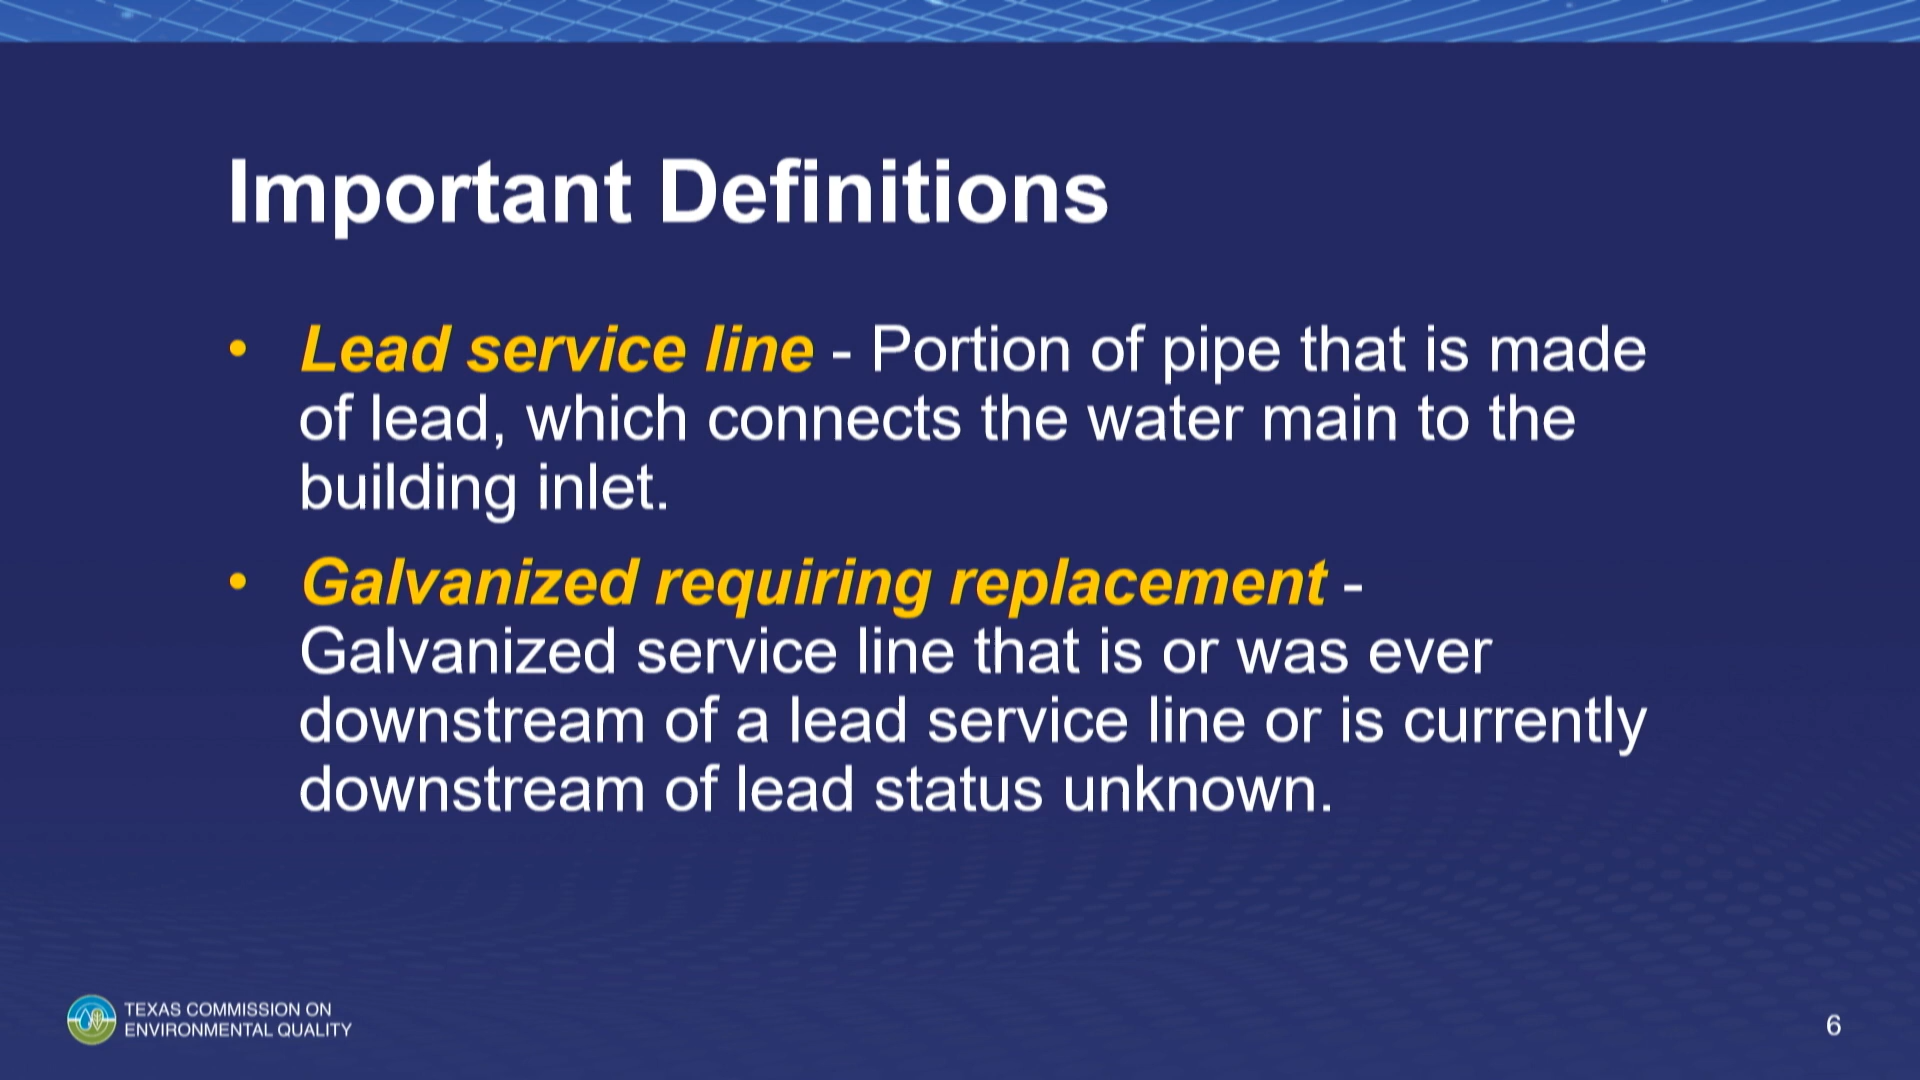 Important Definitions
• Lead service line - Portion of pipe that is made
of lead, which connects the water main to the
building inlet.
• Galvanized requiring replacement -
Galvanized service line that is or was ever
downstream of a lead service line or is currently
downstream of lead status unknown.
TEXAS COMMISSION ON
ENVIRONMENTAL QUALITY
6